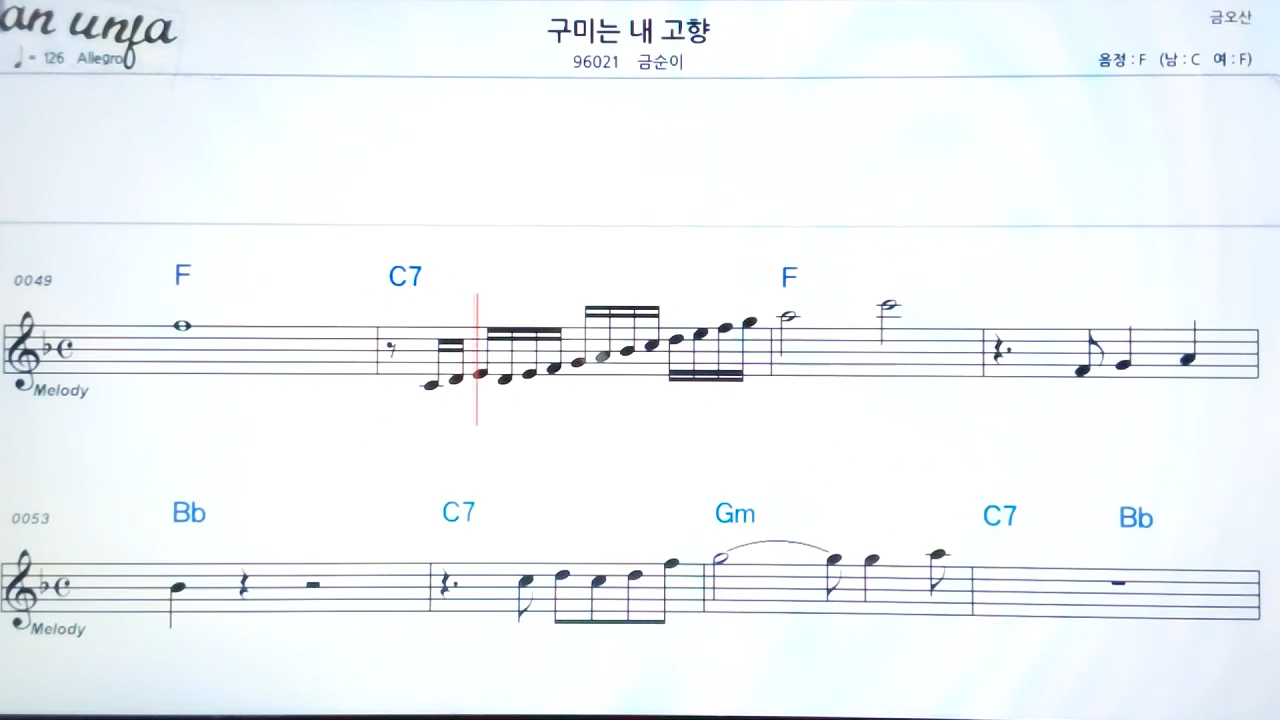 an unja
♩= 126 Allegro
구미는 내 고향
96021 금순이
금오산
음정 : F (남 : C 여 : F)
0049
F C7 F
Melody
0053
Bb C7 Gm C7 Bb
Melody